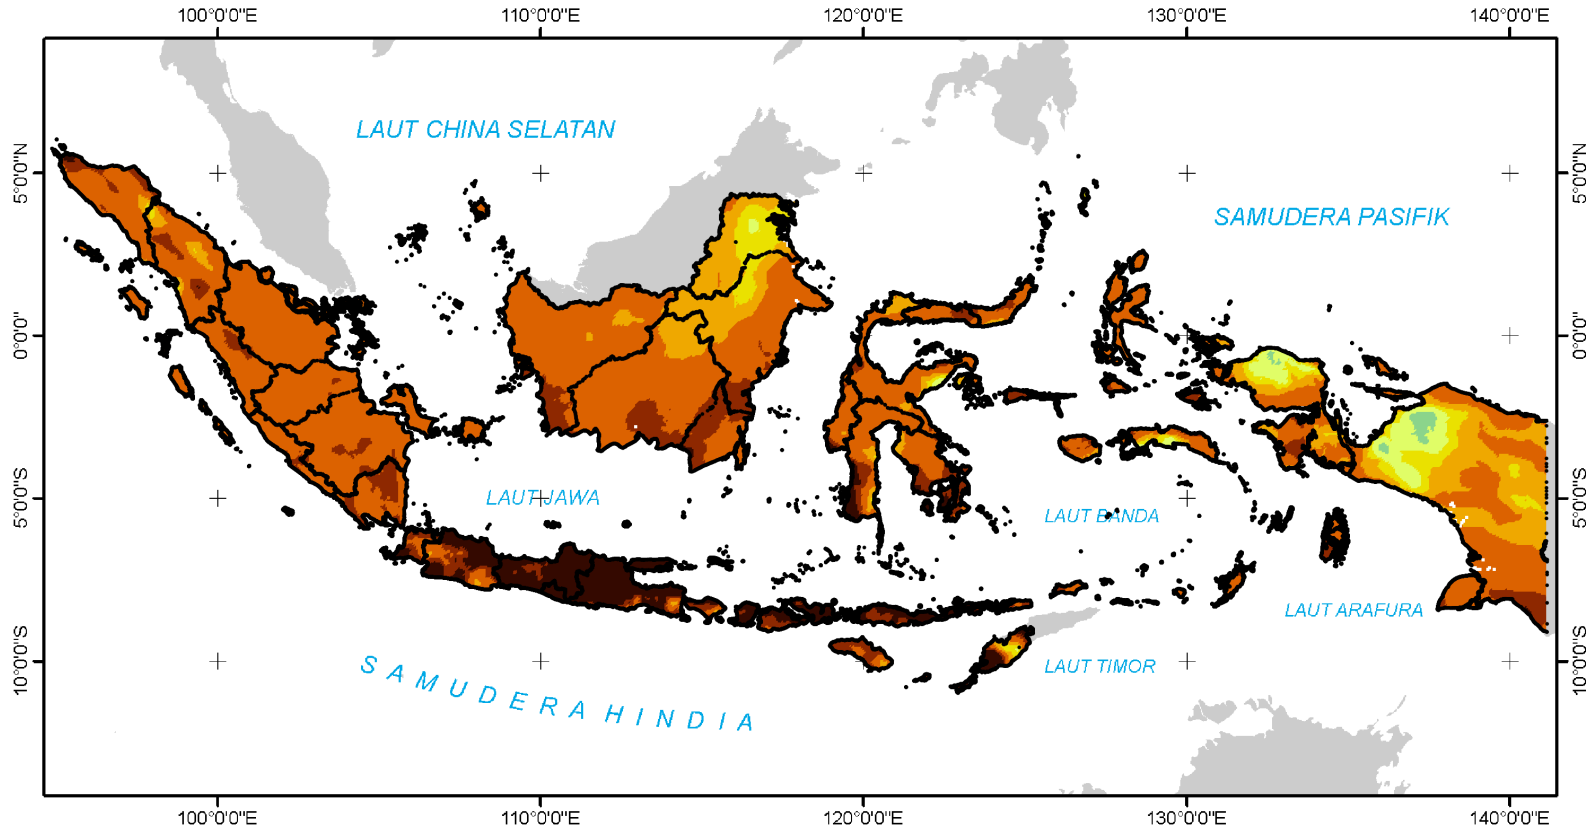 100°0'0"E 110°0'0"E 120°0'0"E 130°0'0"E 140°0'0"E
LAUT CHINA SELATAN
5°0'0"N 5°0'0"N
SAMUDERA PASIFIK
0°0'0" 0°0'0"
LAUT JAWA
5°0'0"S 5°0'0"S
LAUT BANDA
LAUT ARAFURA
10°0'0"S 10°0'0"S
LAUT TIMOR
SAMUDERA HINDIA
100°0'0"E 110°0'0"E 120°0'0"E 130°0'0"E 140°0'0"E